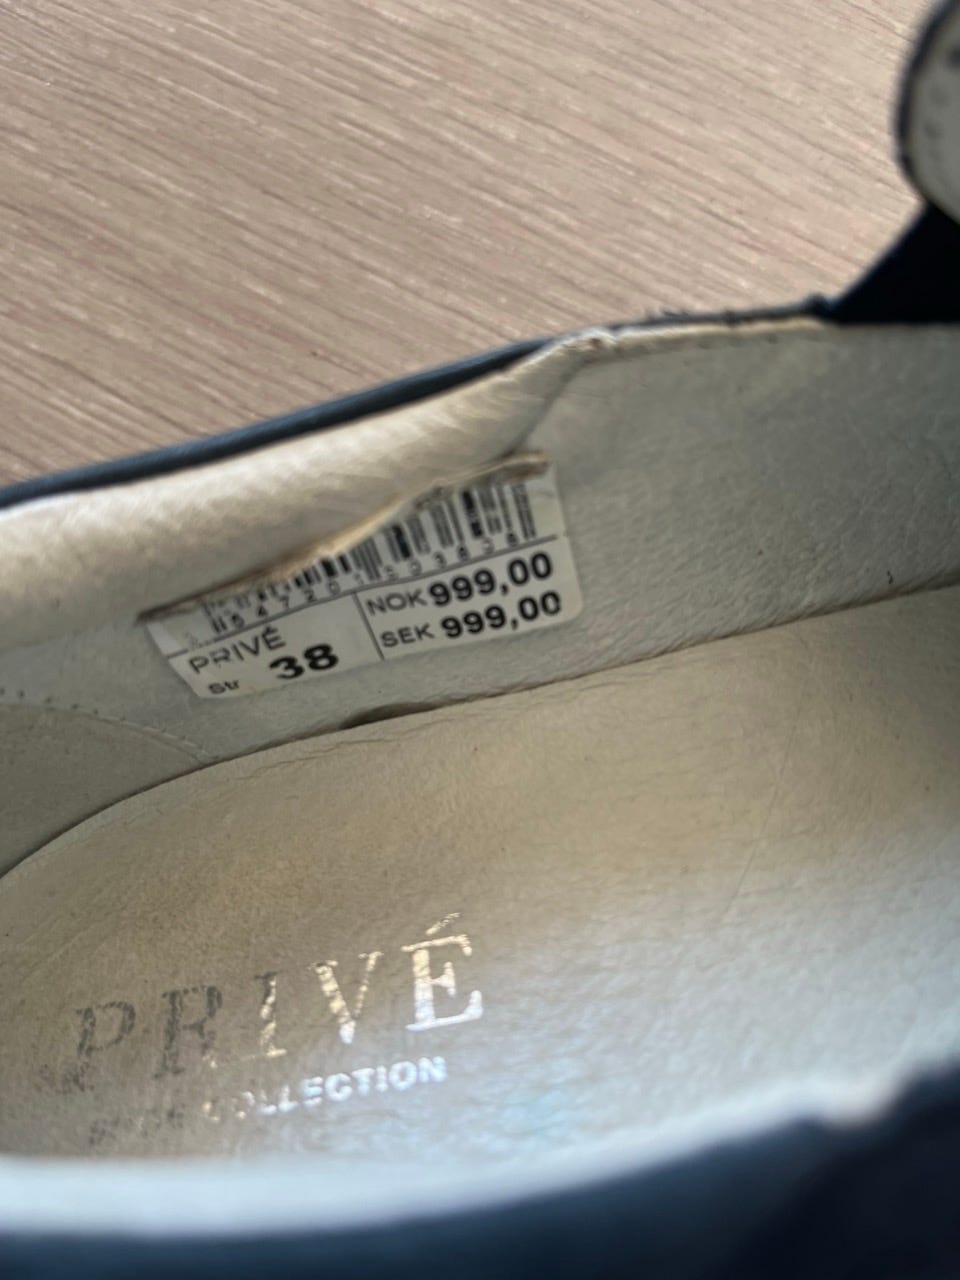 PRIVÉ
Str 38
NOK 999,00
SEK 999,00
PRIVÉ
COLLECTION